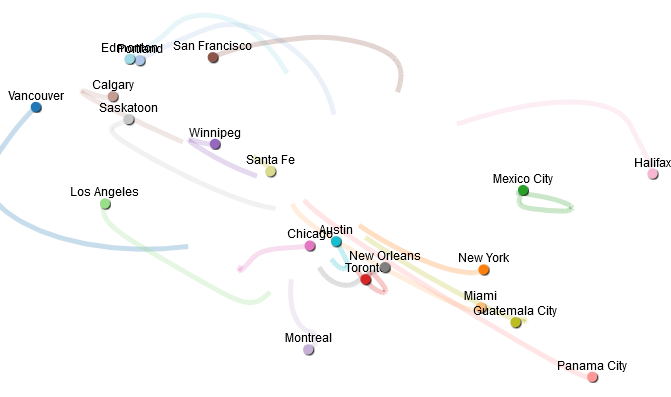 San Francisco
Edmonton
Portland
Calgary
Vancouver
Saskatoon
Winnipeg
Santa Fe
Halifax
Mexico City
Los Angeles
Austin
Chicago
New Orleans
New York
Toronto
Miami
Guatemala City
Montreal
Panama City